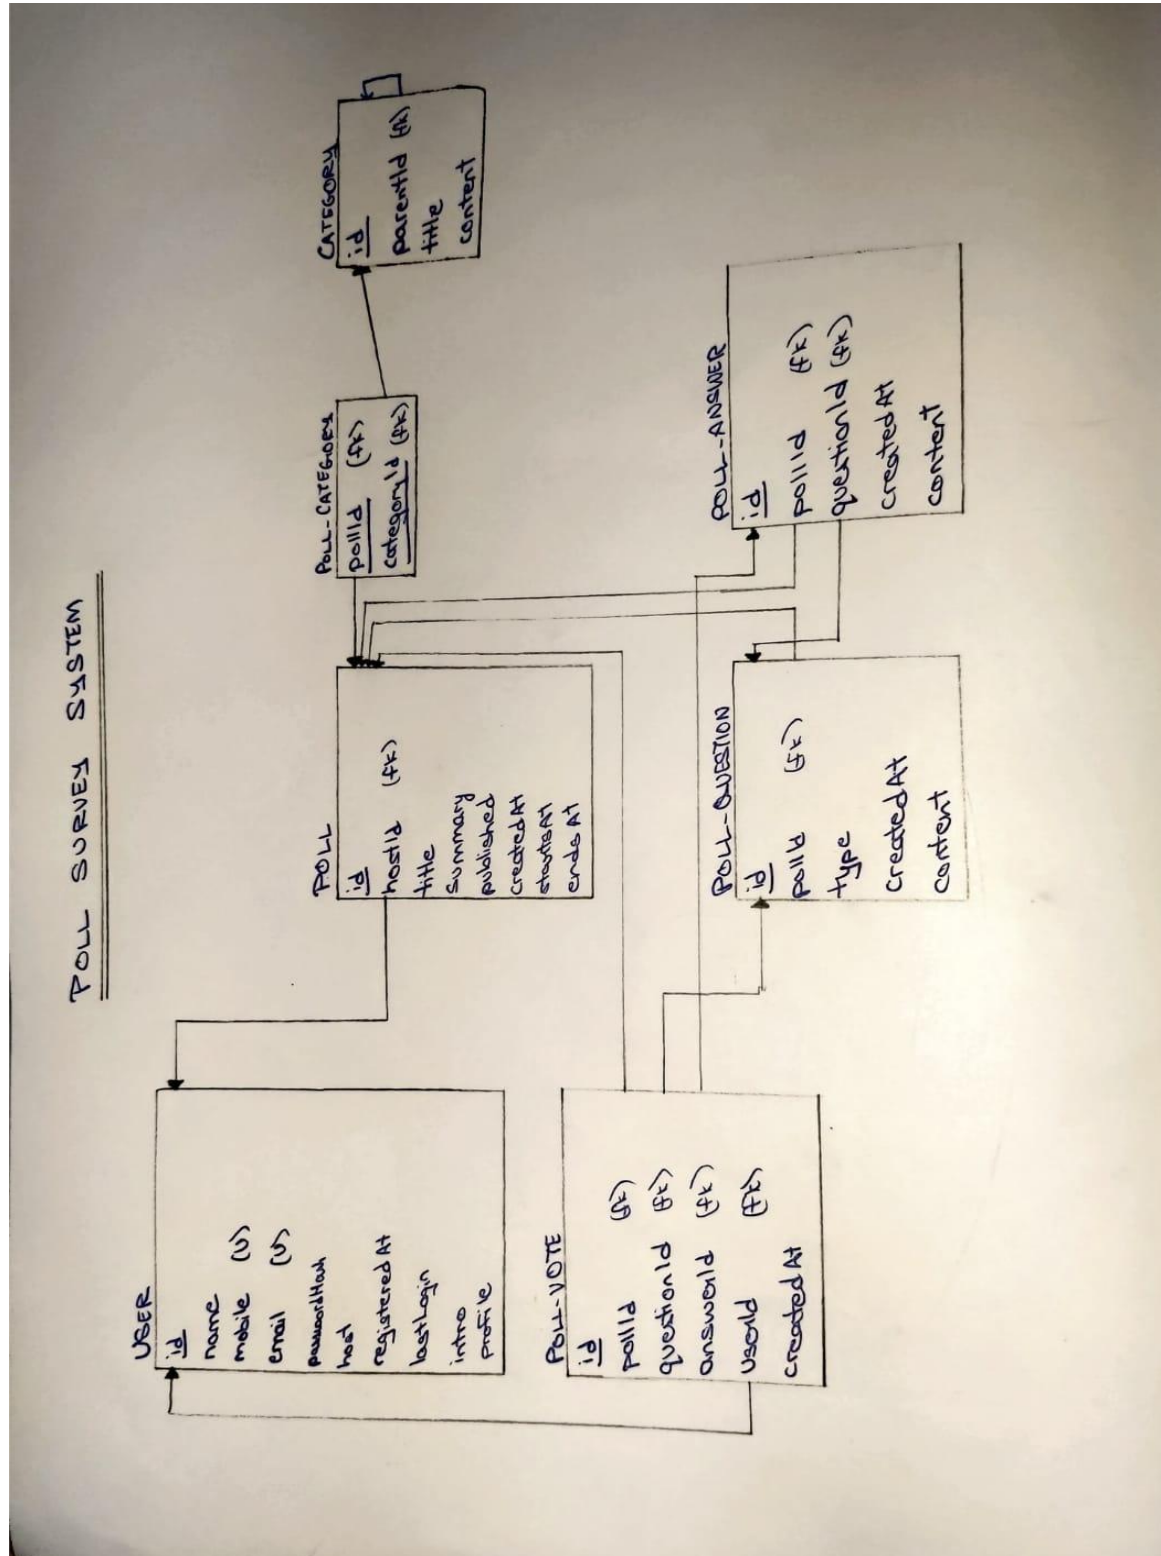 POLL SURVEY SYSTEM
USER
id
name
mobile (U)
email (U)
passwordHash
host
registeredAt
lastLogin
intro
profile
POLL
id
hostId (fk)
title
summary
published
createdAt
startsAt
endsAt
POLL-CATEGORY
pollId (fk)
categoryId (fk)
CATEGORY
id
parentId (fk)
title
content
POLL-VOTE
id
pollId (fk)
questionId (fk)
answerId (fk)
userId (fk)
createdAt
POLL-QUESTION
id
pollId (fk)
type
createdAt
content
POLL-ANSWER
id
pollId (fk)
questionId (fk)
createdAt
content